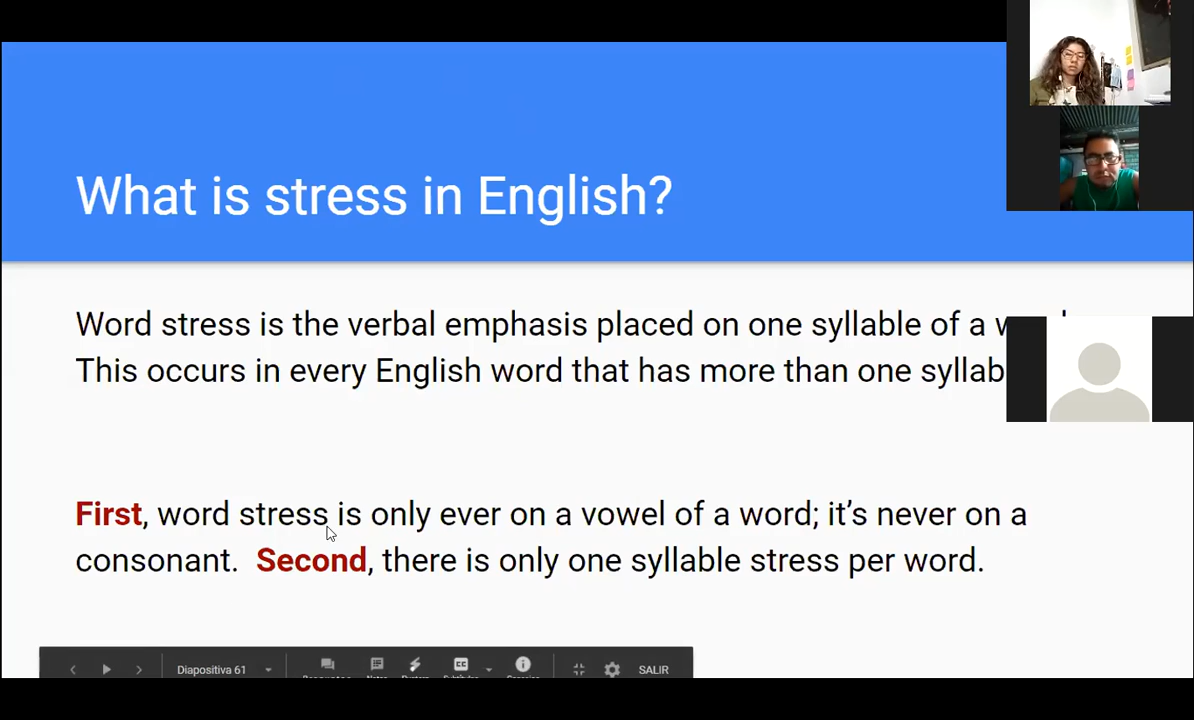 What is stress in English?
Word stress is the verbal emphasis placed on one syllable of a
This occurs in every English word that has more than one
First, word stress is only ever on a vowel of a word; it's never on a
consonant. Second, there is only one syllable stress per word.
Diapositiva 61
CC
SALIR